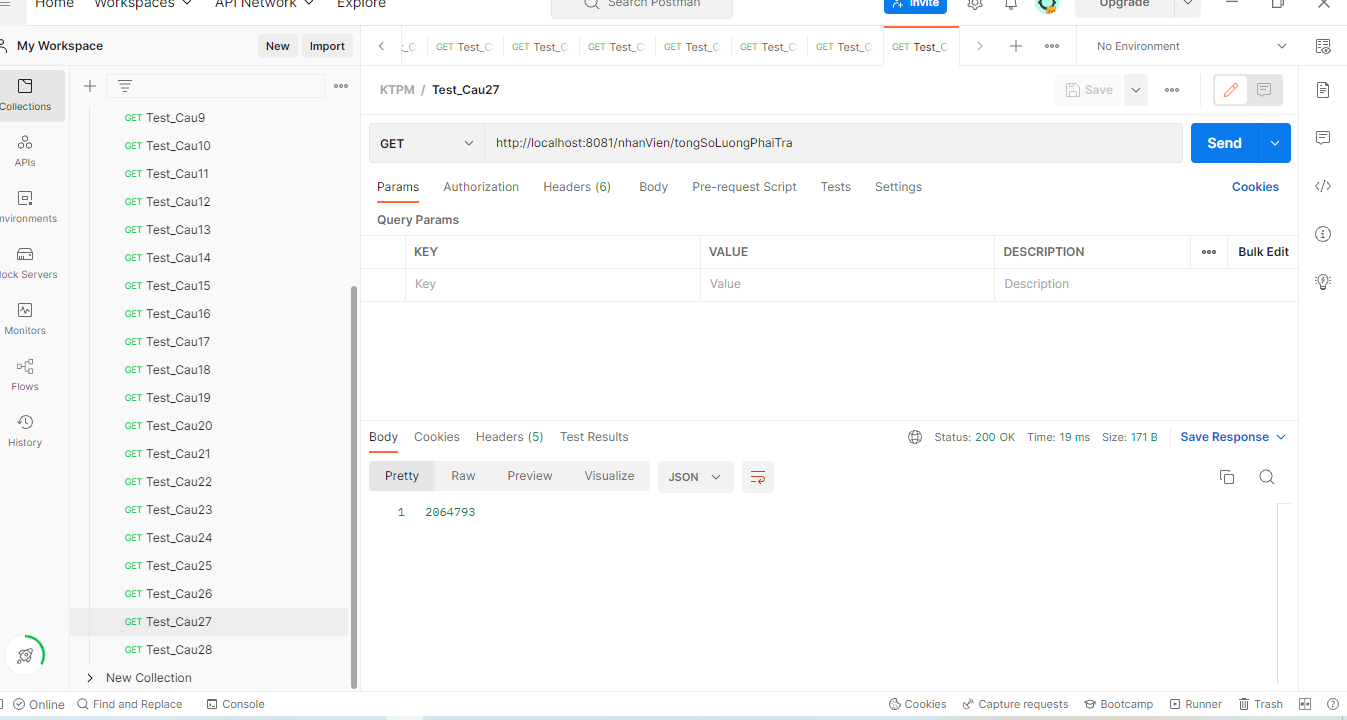 Home Workspaces API Network Explore Search Postman Invite Upgrade
My Workspace New Import GET Test_C GET Test_C GET Test_C GET Test_C GET Test_C GET Test_C GET Test_C No Environment
KTPM / Test_Cau27 Save
GET http://localhost:8081/nhanVien/tongSoLuongPhaiTra Send
Params Authorization Headers (6) Body Pre-request Script Tests Settings Cookies
Query Params
KEY VALUE DESCRIPTION Bulk Edit
Key Value Description
Collections
APIs
nvironments
ock Servers
Monitors
Flows
History
GET Test_Cau9
GET Test_Cau10
GET Test_Cau11
GET Test_Cau12
GET Test_Cau13
GET Test_Cau14
GET Test_Cau15
GET Test_Cau16
GET Test_Cau17
GET Test_Cau18
GET Test_Cau19
GET Test_Cau20
GET Test_Cau21
GET Test_Cau22
GET Test_Cau23
GET Test_Cau24
GET Test_Cau25
GET Test_Cau26
GET Test_Cau27
GET Test_Cau28
New Collection
Body Cookies Headers (5) Test Results Status: 200 OK Time: 19 ms Size: 171 B Save Response
Pretty Raw Preview Visualize JSON
1 2064793
Online Find and Replace Console Cookies Capture requests Bootcamp Runner Trash